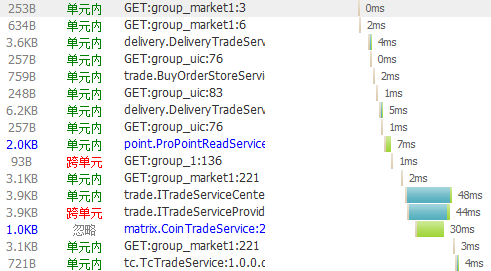 253B 单元内 GET:group_market1:3 0ms
634B 单元内 GET:group_market1:6 2ms
3.6KB 单元内 delivery.DeliveryTradeServ 4ms
257B 单元内 GET:group_uic:76 0ms
759B 单元内 trade.BuyOrderStoreServic 2ms
248B 单元内 GET:group_uic:83 1ms
6.2KB 单元内 delivery.DeliveryTradeServ 5ms
257B 单元内 GET:group_uic:76 1ms
2.0KB 单元内 point.ProPointReadService 7ms
93B 跨单元 GET:group_1:136 1ms
3.1KB 单元内 GET:group_market1:221 2ms
3.9KB 单元内 trade.ITradeServiceCenter 48ms
3.9KB 跨单元 trade.ITradeServiceProvid 44ms
1.0KB 忽略 matrix.CoinTradeService:2 30ms
3.1KB 单元内 GET:group_market1:221 3ms
721B 单元内 tc.TcTradeService:1.0.0.c 4ms